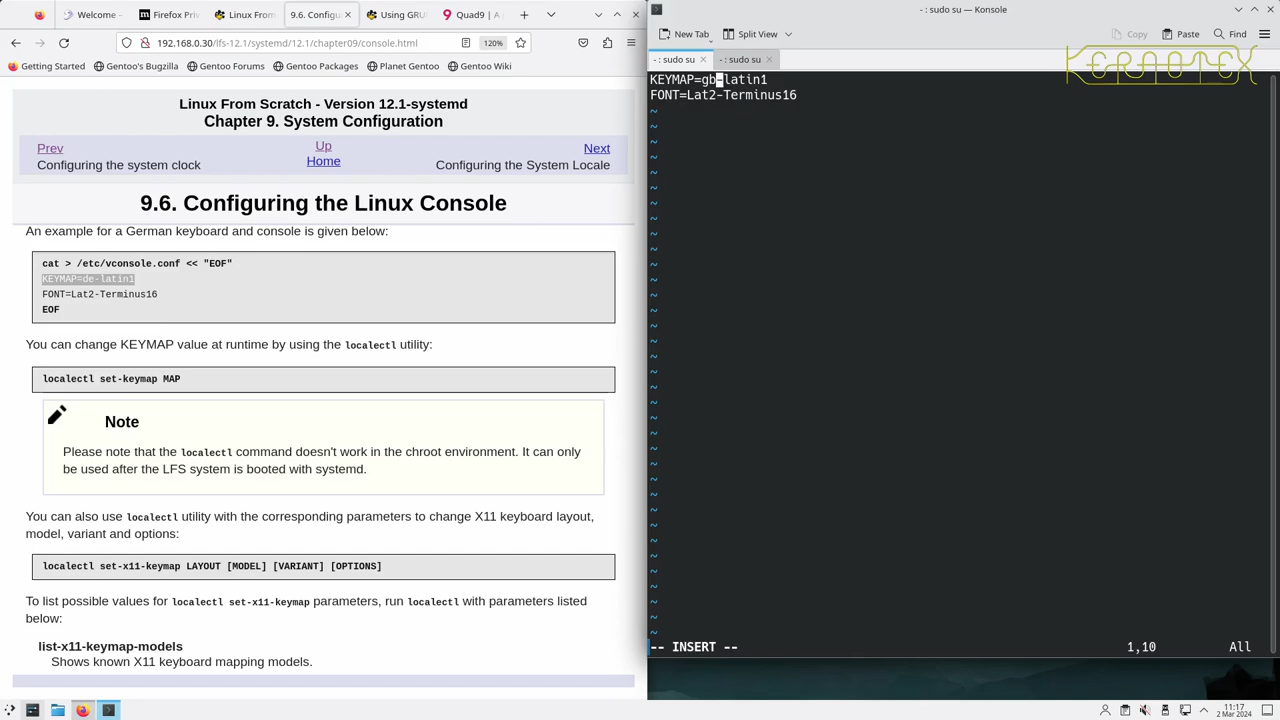 Welcome -
Firefox Pri
Linux From
9.6. Configu
Using GRU
Quad9 | A
192.168.0.30/lfs-12.1/systemd/12.1/chapter09/console.html
120%
Getting Started
Gentoo's Bugzilla
Gentoo Forums
Gentoo Packages
Planet Gentoo
Gentoo Wiki
Linux From Scratch - Version 12.1-systemd
Chapter 9. System Configuration
Prev
Up
Next
Configuring the system clock
Home
Configuring the System Locale
9.6. Configuring the Linux Console
An example for a German keyboard and console is given below:
cat > /etc/vconsole.conf << "EOF"
KEYMAP=de-latin1
FONT=Lat2-Terminus16
EOF
You can change KEYMAP value at runtime by using the localectl utility:
localectl set-keymap MAP
Note
Please note that the localectl command doesn't work in the chroot environment. It can only
be used after the LFS system is booted with systemd.
You can also use localectl utility with the corresponding parameters to change X11 keyboard layout,
model, variant and options:
localectl set-x11-keymap LAYOUT [MODEL] [VARIANT] [OPTIONS]
To list possible values for localectl set-x11-keymap parameters, run localectl with parameters listed
below:
list-x11-keymap-models
Shows known X11 keyboard mapping models.
- : sudo su — Konsole
New Tab
Split View
Copy
Paste
Find
- : sudo su
- : sudo su
KERNOTEX
KEYMAP=gb-latin1
FONT=Lat2-Terminus16
-- INSERT --
1,10
All
11:17
2 Mar 2024